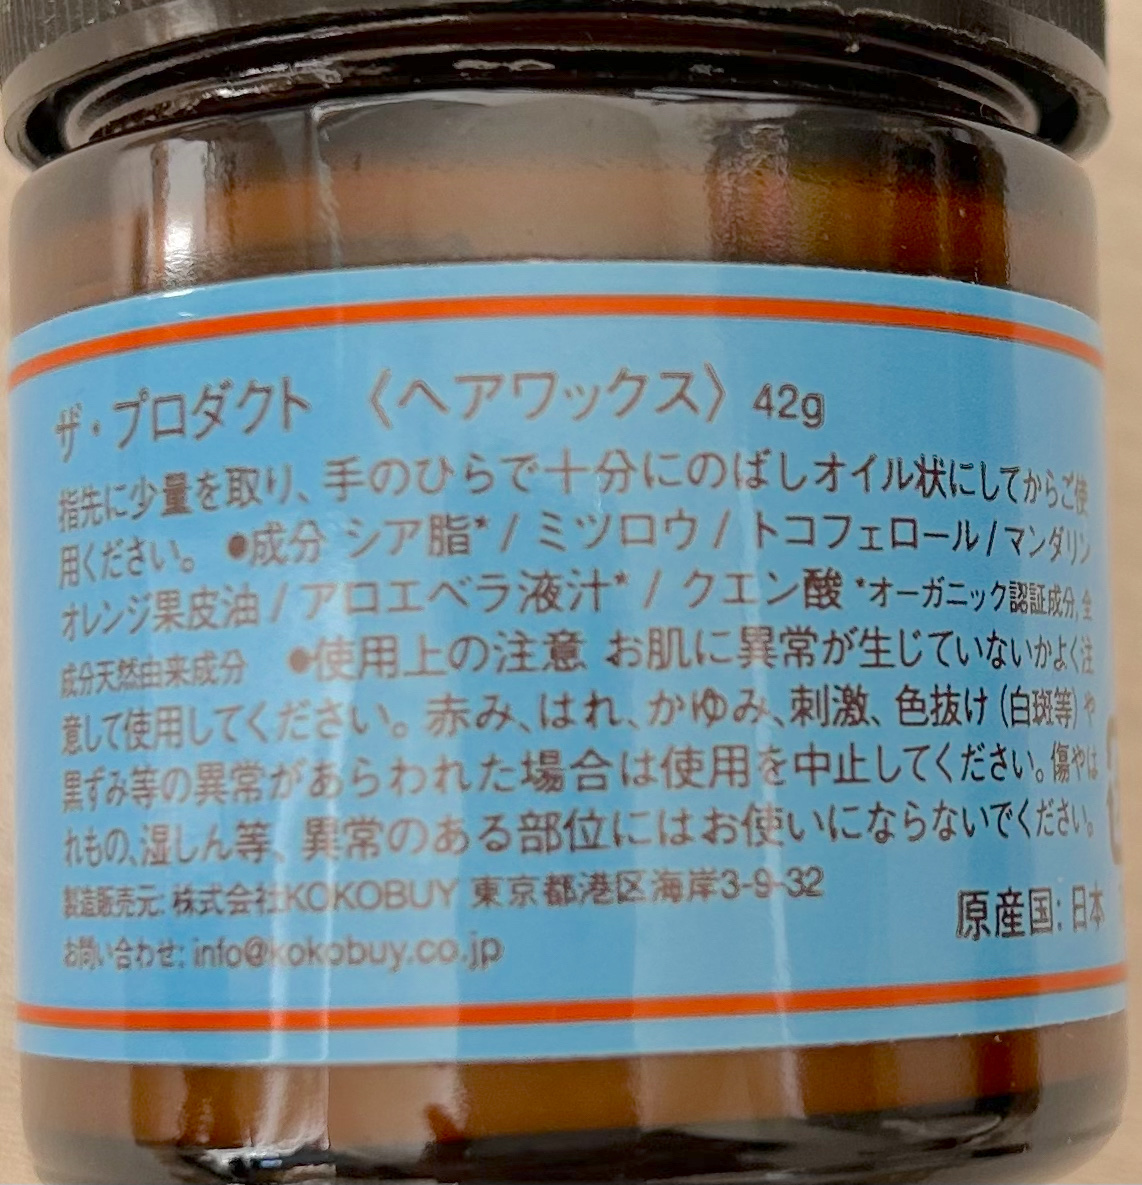 ザ・プロダクト 〈ヘアワックス〉 42g
指先に少量を取り、手のひらで十分にのばしオイル状にしてからご使
用ください。 ●成分 シア脂*/ ミツロウ/ トコフェロール/マンダリン
オレンジ果皮油/アロエベラ液汁*/ クエン酸 *オーガニック認証成分,全
成分天然由来成分 ●使用上の注意 お肌に異常が生じていないかよく注
意して使用してください。赤み、はれ、かゆみ、刺激、色抜け(白斑等)や
黒ずみ等の異常があらわれた場合は使用を中止してください。傷やは
れもの、湿しん等、異常のある部位にはお使いにならないでください。
製造販売元: 株式会社KOKOBUY 東京都港区海岸3-9-32
お問い合わせ: info@kokobuy.co.jp
原産国: 日本